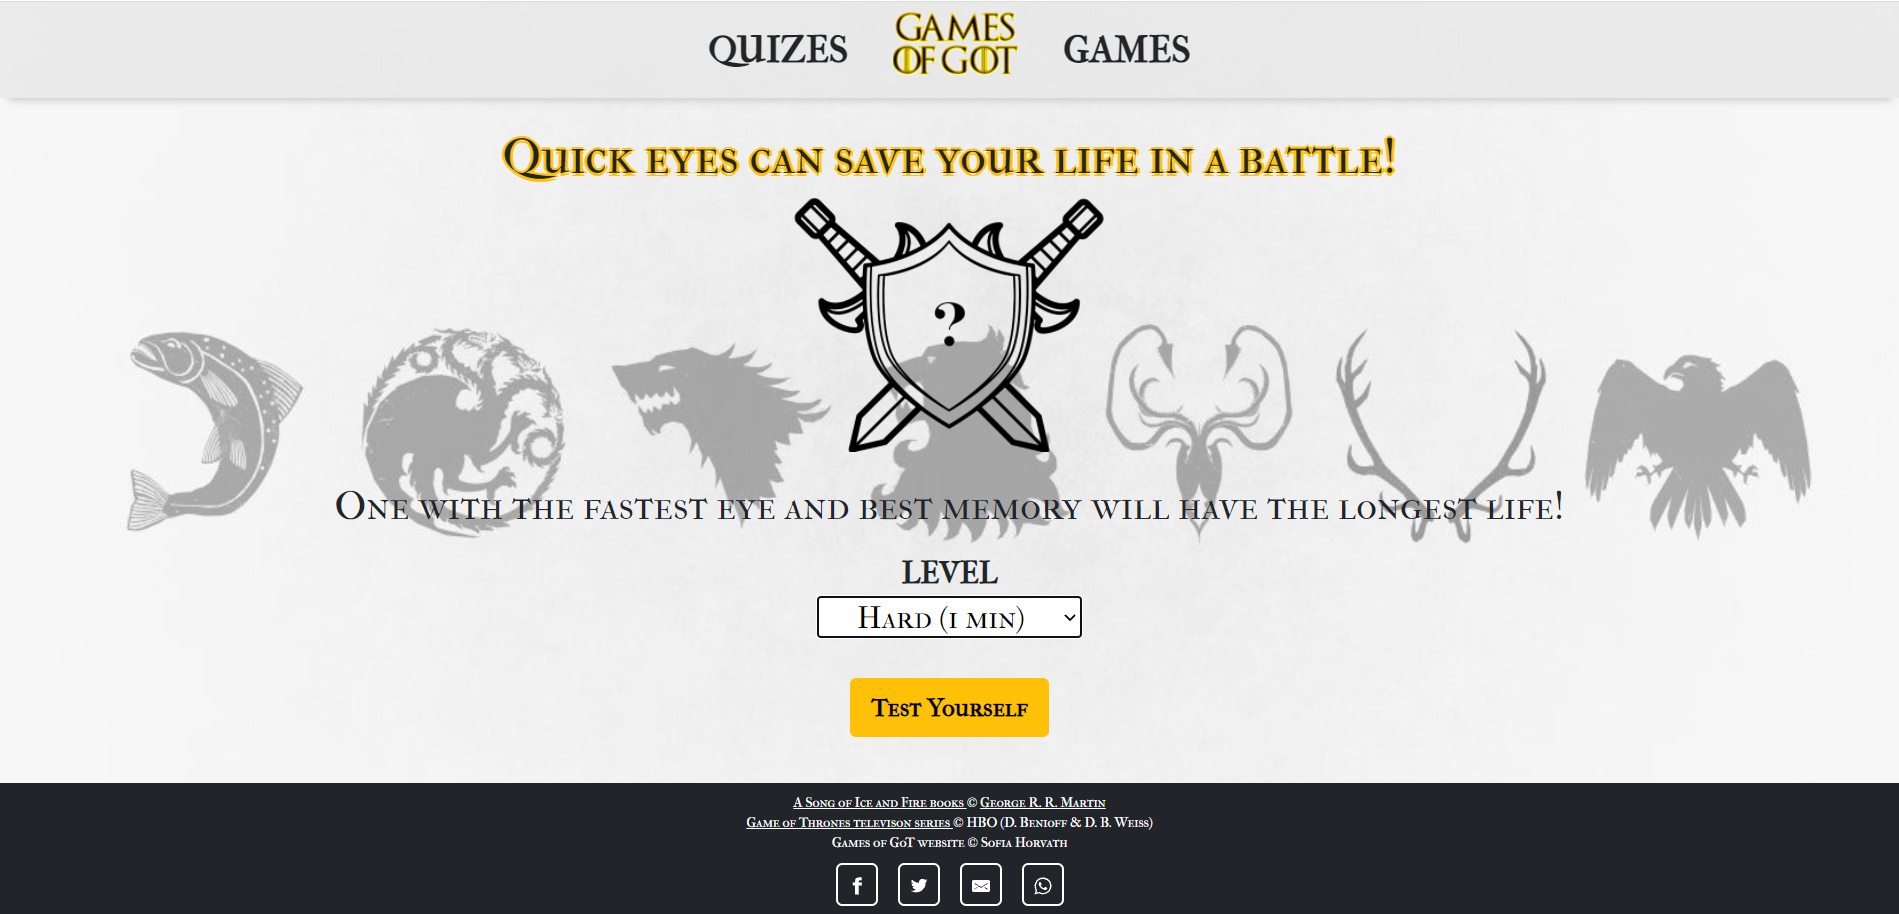 QUIZES
GAMES
OF GOT
GAMES
Quick eyes can save your life in a battle!
?
One with the fastest eye and best memory will have the longest life!
LEVEL
Hard (1 min)
Test Yourself
A Song of Ice and Fire books © George R. R. Martin
Game of Thrones televison series © HBO (D. Benioff & D. B. Weiss)
Games of GoT website © Sofia Horvath